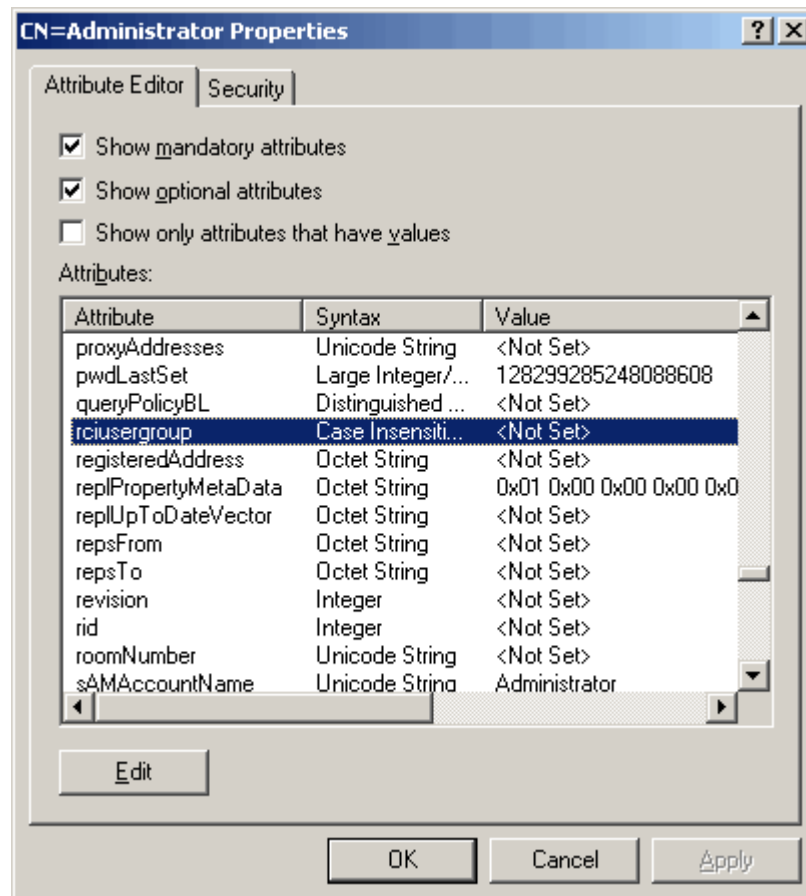 CN=Administrator Properties
Attribute Editor Security
Show mandatory attributes
Show optional attributes
Show only attributes that have values
Attributes:
Attribute Syntax Value
proxyAddresses Unicode String <Not Set>
pwdLastSet Large Integer/... 128299285248088608
queryPolicyBL Distinguished ... <Not Set>
rciusergroup Case Insensiti... <Not Set>
registeredAddress Octet String <Not Set>
replPropertyMetaData Octet String 0x01 0x00 0x00 0x00 0x0
replUpToDateVector Octet String <Not Set>
repsFrom Octet String <Not Set>
repsTo Octet String <Not Set>
revision Integer <Not Set>
rid Integer <Not Set>
roomNumber Unicode String <Not Set>
sAMAccountName Unicode String Administrator
Edit
OK Cancel Apply